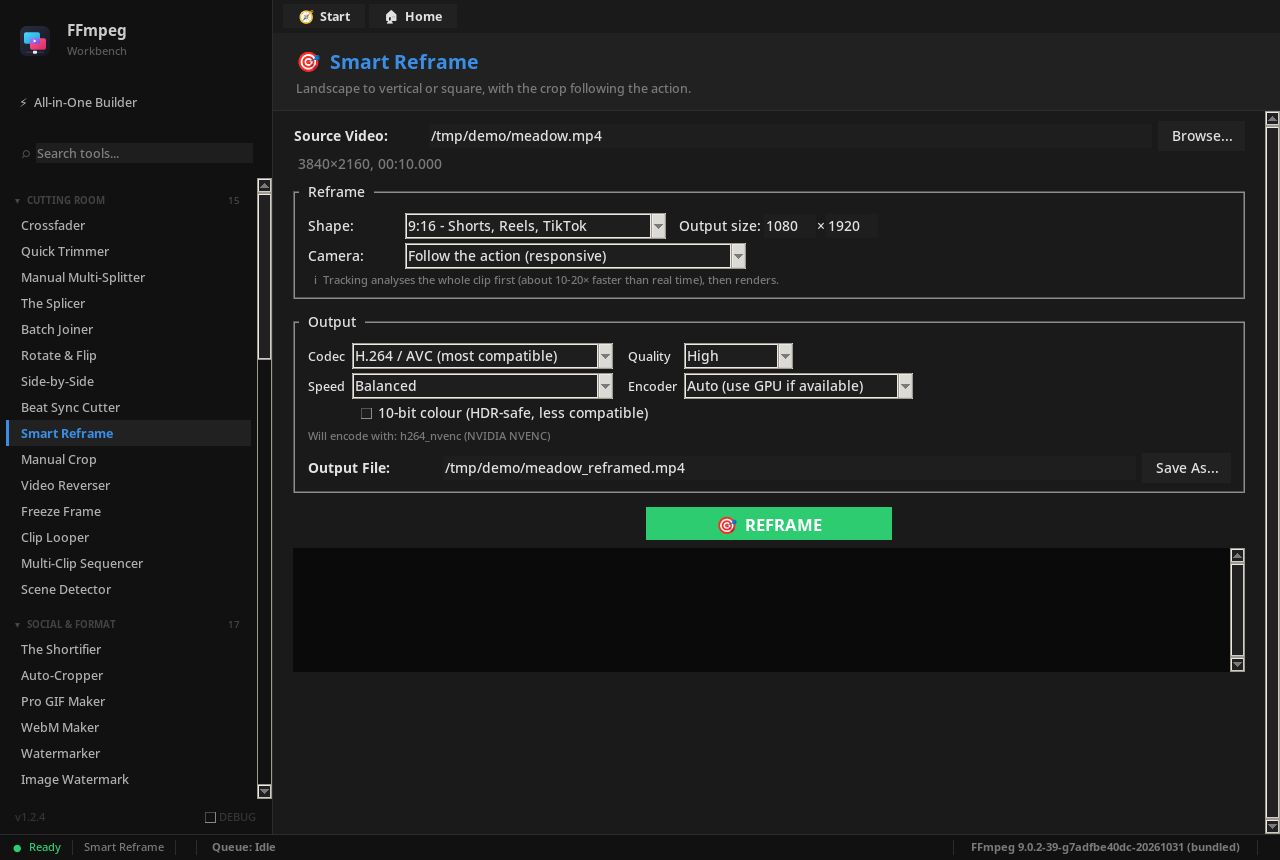 FFmpeg
Workbench
⚡ All-in-One Builder
Search tools...
▾ CUTTING ROOM 15
Crossfader
Quick Trimmer
Manual Multi-Splitter
The Splicer
Batch Joiner
Rotate & Flip
Side-by-Side
Beat Sync Cutter
Smart Reframe
Manual Crop
Video Reverser
Freeze Frame
Clip Looper
Multi-Clip Sequencer
Scene Detector
▾ SOCIAL & FORMAT 17
The Shortifier
Auto-Cropper
Pro GIF Maker
WebM Maker
Watermarker
Image Watermark
v1.2.4 DEBUG
Start Home
Smart Reframe
Landscape to vertical or square, with the crop following the action.
Source Video: /tmp/demo/meadow.mp4 Browse...
3840×2160, 00:10.000
Reframe
Shape: 9:16 - Shorts, Reels, TikTok Output size: 1080 × 1920
Camera: Follow the action (responsive)
i Tracking analyses the whole clip first (about 10-20× faster than real time), then renders.
Output
Codec H.264 / AVC (most compatible) Quality High
Speed Balanced Encoder Auto (use GPU if available)
10-bit colour (HDR-safe, less compatible)
Will encode with: h264_nvenc (NVIDIA NVENC)
Output File: /tmp/demo/meadow_reframed.mp4 Save As...
REFRAME
Ready Smart Reframe Queue: Idle FFmpeg 9.0.2-39-g7adfbe40dc-20261031 (bundled)